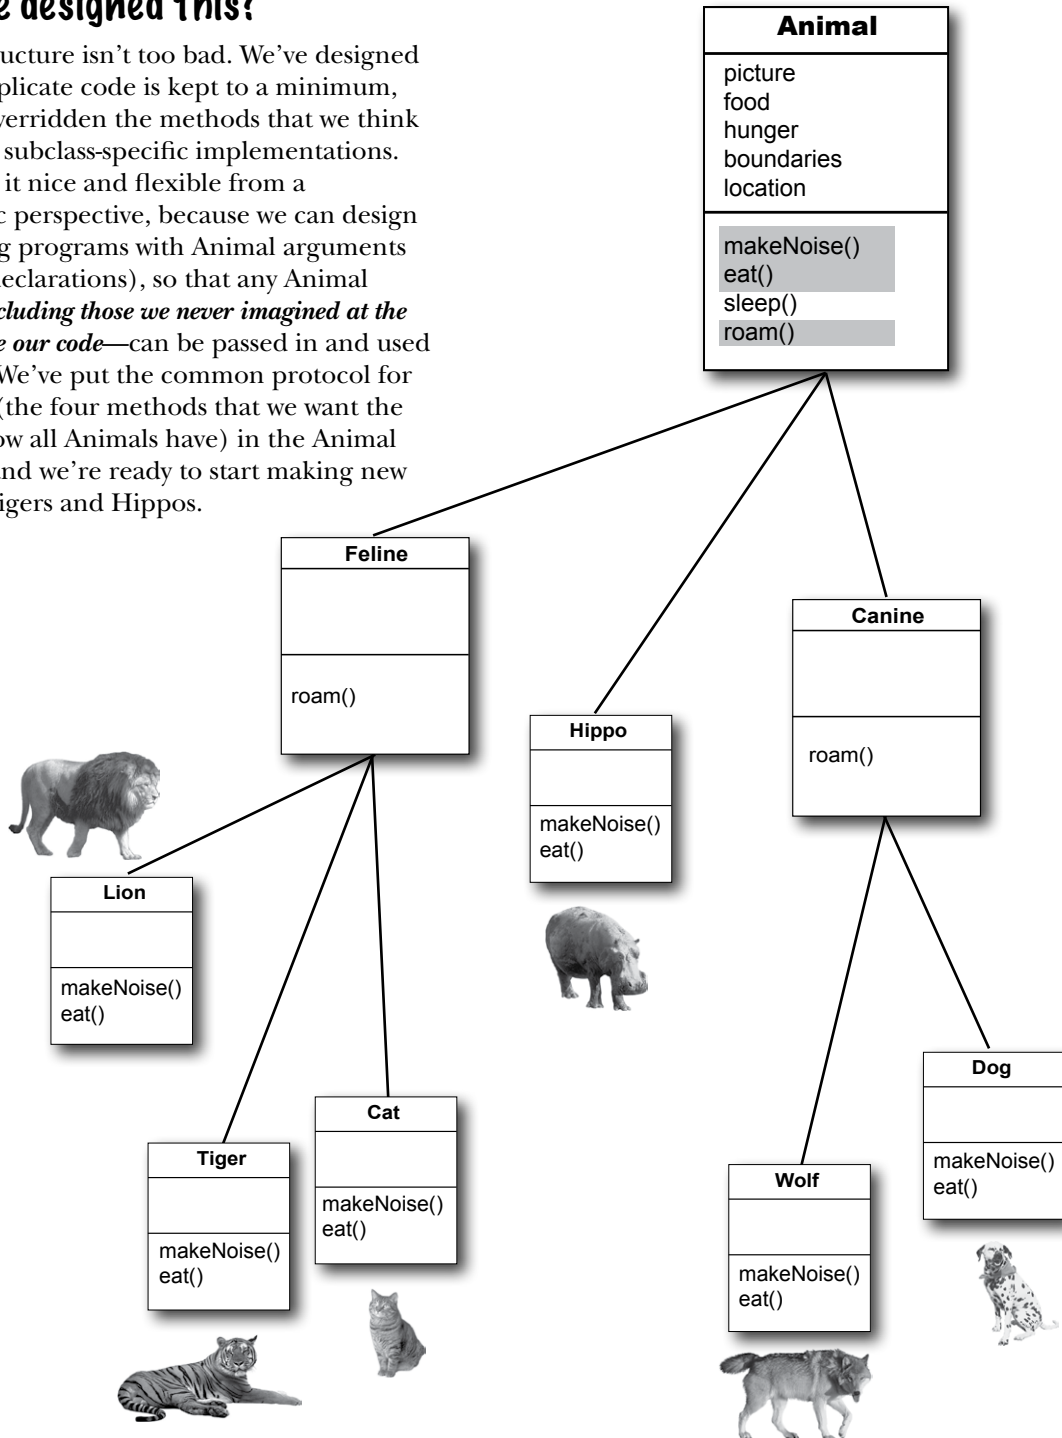 designed this?
ucture isn’t too bad. We’ve designed
plicate code is kept to a minimum,
verridden the methods that we think
subclass-specific implementations.
it nice and flexible from a
c perspective, because we can design
g programs with Animal arguments
eclarations), so that any Animal
cluding those we never imagined at the
e our code—can be passed in and used
We’ve put the common protocol for
(the four methods that we want the
ow all Animals have) in the Animal
and we’re ready to start making new
igers and Hippos.
Animal
picture
food
hunger
boundaries
location
makeNoise()
eat()
sleep()
roam()
Feline
roam()
Canine
roam()
Hippo
makeNoise()
eat()
Lion
makeNoise()
eat()
Tiger
makeNoise()
eat()
Cat
makeNoise()
eat()
Wolf
makeNoise()
eat()
Dog
makeNoise()
eat()